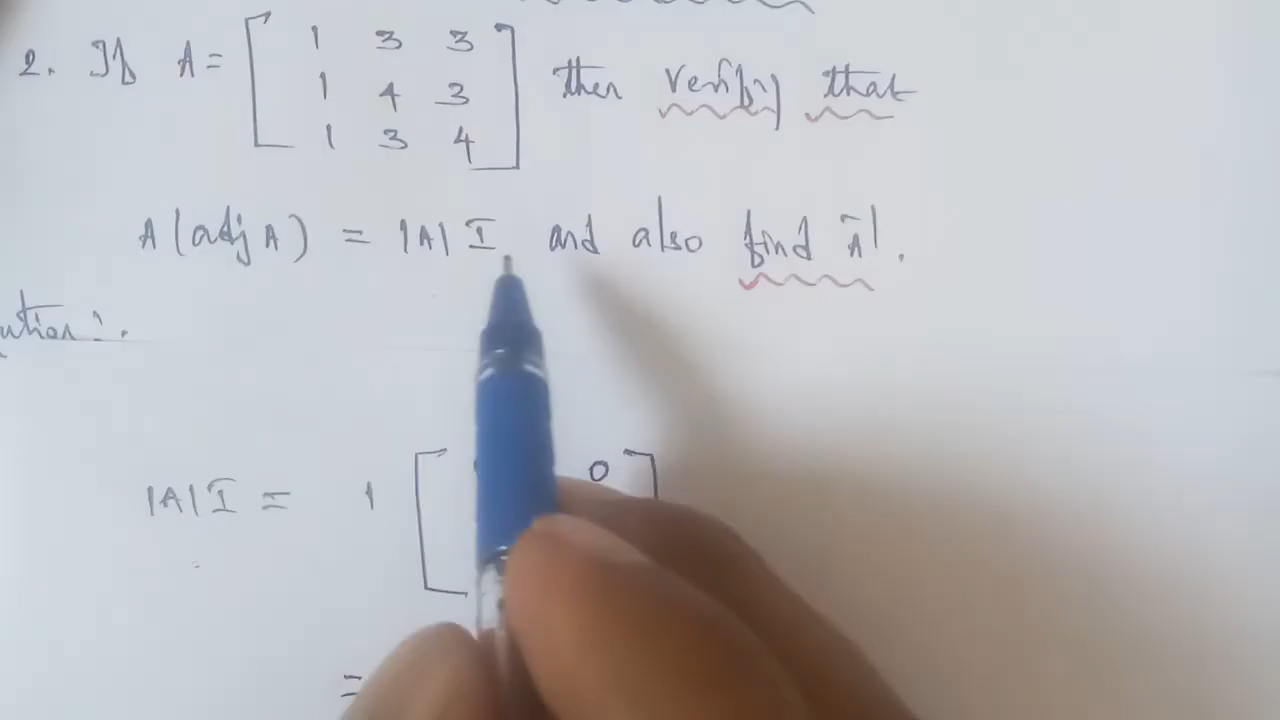 2. If A = [ 1 3 3 then verify that
1 4 3
1 3 4 ]
A (adj A) = |A| I and also find A⁻¹.
ution :.
|A| I = 1 [ 0 ]
=